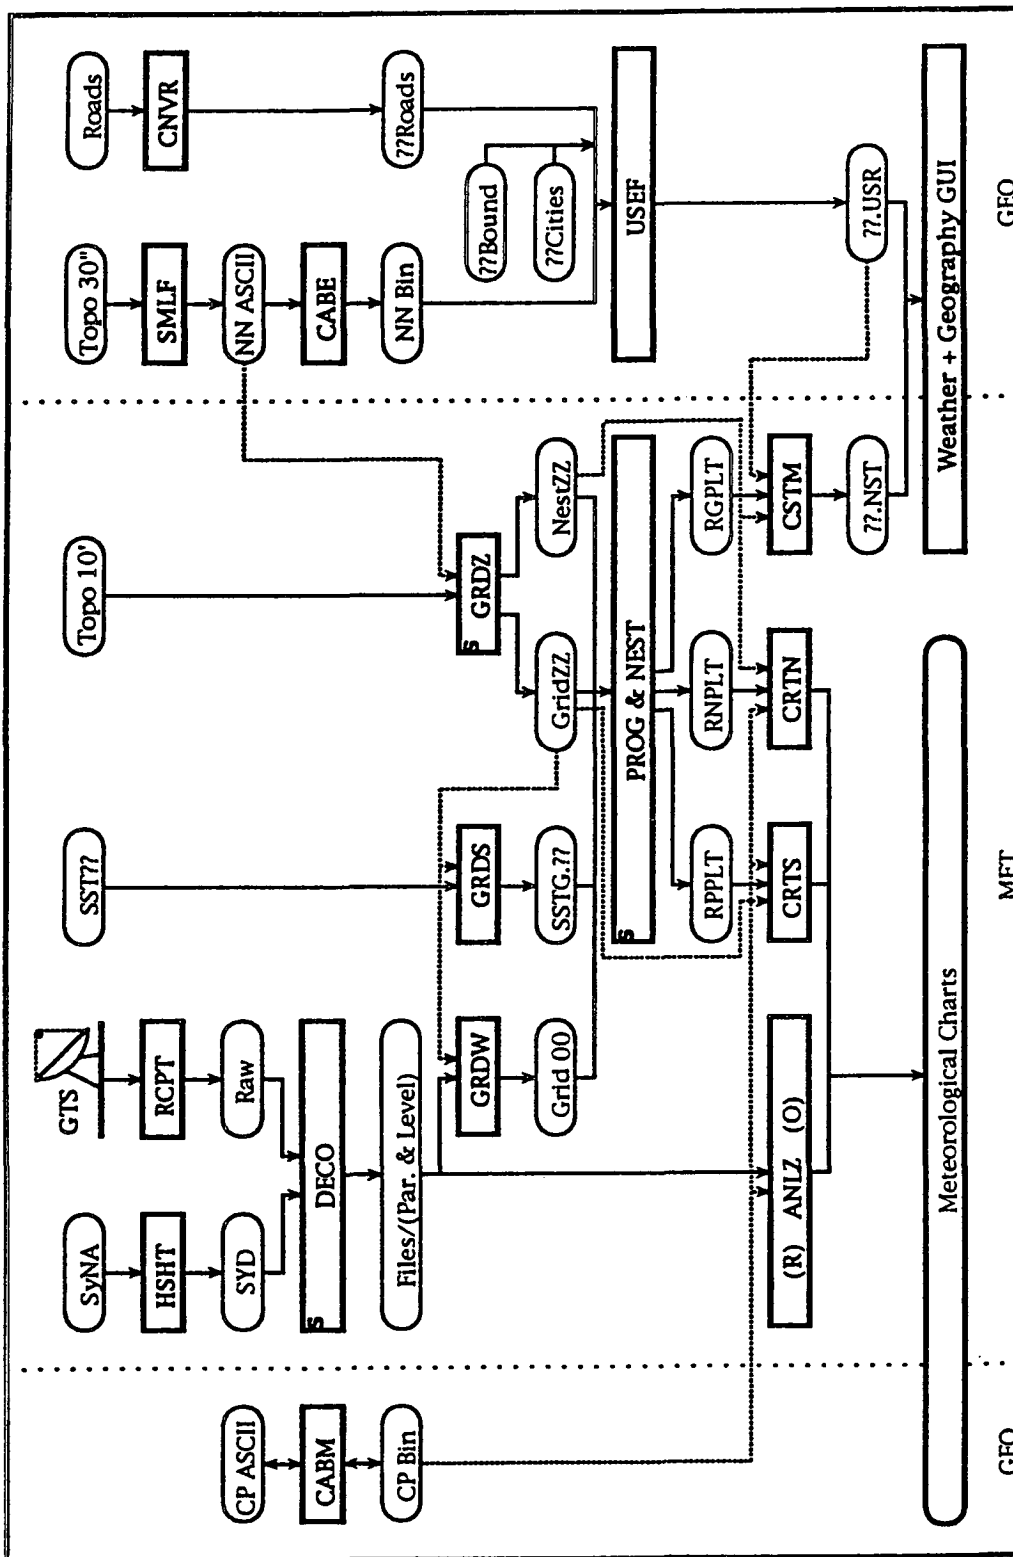 GTS
SyNA
SST??
Topo 10'
Topo 30"
Roads
HSHT
RCPT
SMLF
CNVR
CP ASCII
SYD
Raw
NN ASCII
CABM
S
DECO
CABE
CP Bin
Files/(Par. & Level)
NN Bin
??Roads
GRDW
GRDS
S
GRDZ
??Bound
Grid 00
SSTG.??
GridZZ
NestZZ
??Cities
S
PROG & NEST
USEF
RPPLT
RNPLT
RGPLT
(R) ANLZ (O)
CRTS
CRTN
CSTM
??.NST
??.USR
Meteorological Charts
Weather + Geography GUI
GEO
MET
GEO